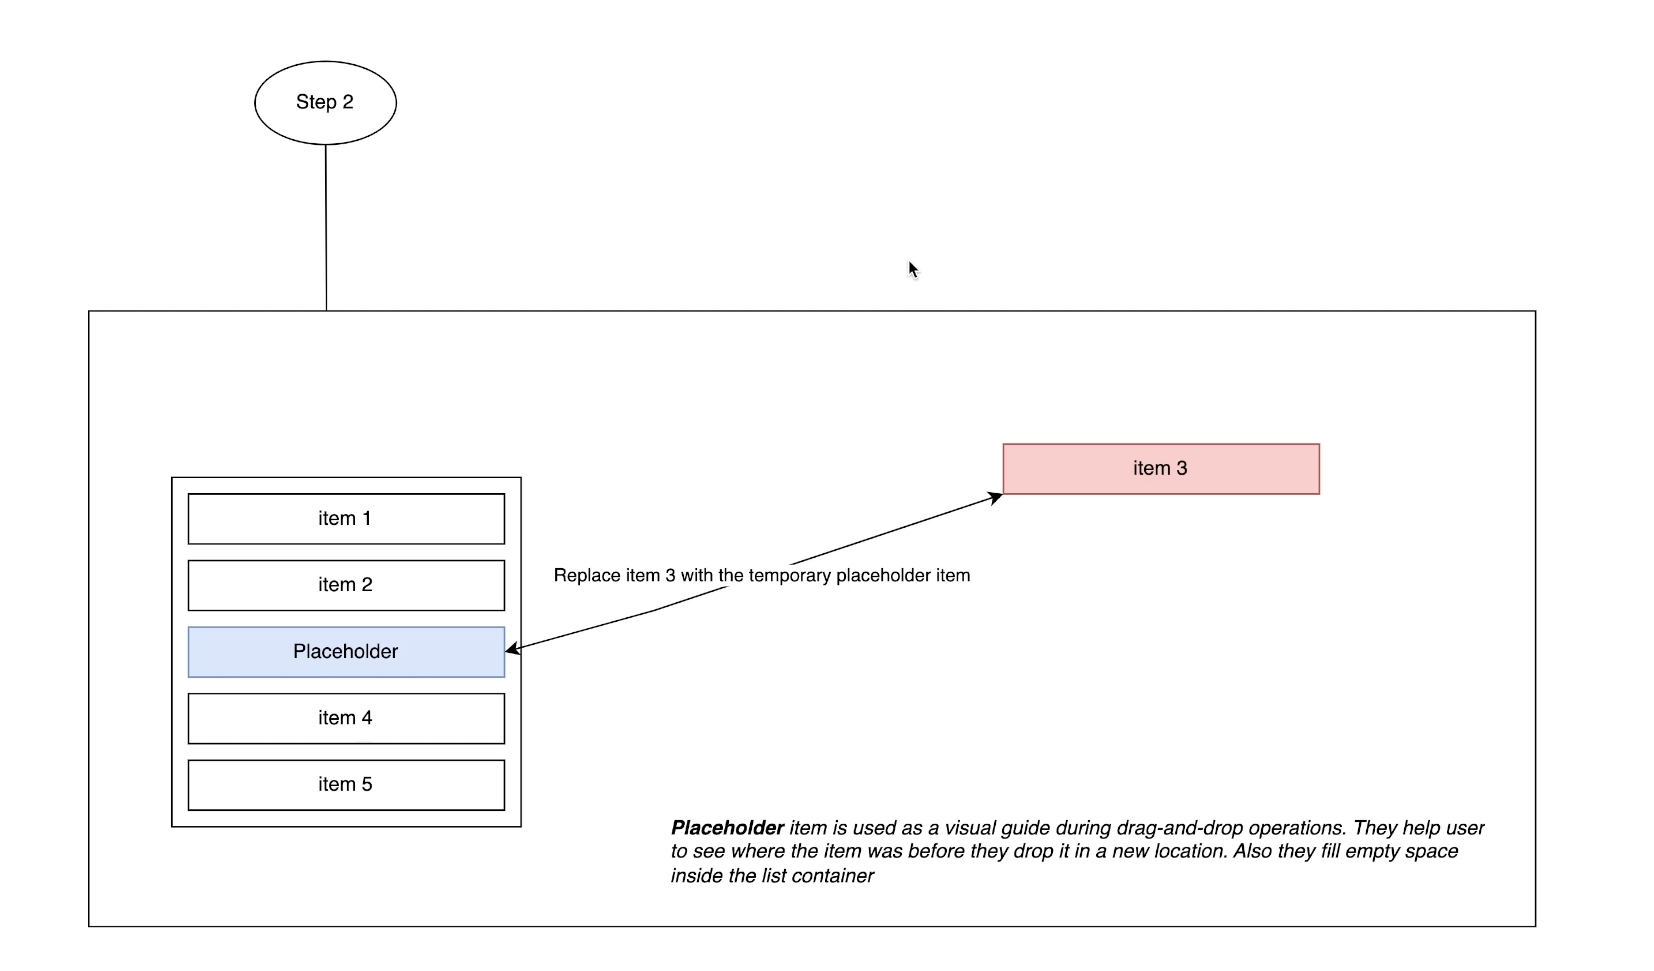 Step 2
item 3
item 1
Replace item 3 with the temporary placeholder item
item 2
Placeholder
item 4
item 5
Placeholder item is used as a visual guide during drag-and-drop operations. They help user
to see where the item was before they drop it in a new location. Also they fill empty space
inside the list container